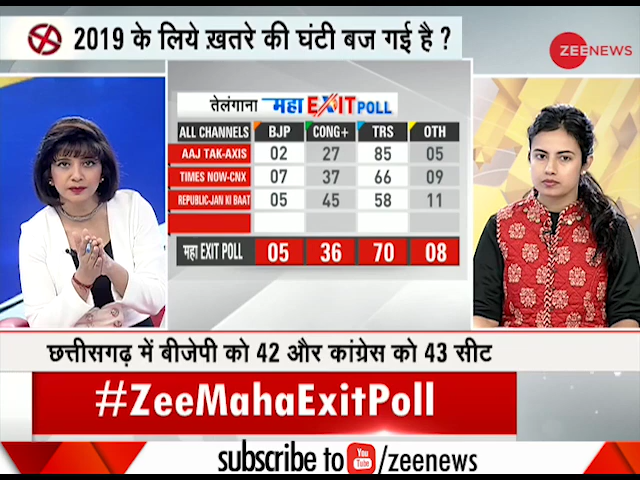 2019 के लिये ख़तरे की घंटी बज गई है ?
ZEENEWS
तेलंगाना महा EXIT POLL
ALL CHANNELS BJP CONG+ TRS OTH
AAJ TAK-AXIS 02 27 85 05
TIMES NOW-CNX 07 37 66 09
REPUBLIC-JAN KI BAAT 05 45 58 11
महा EXIT POLL 05 36 70 08
छत्तीसगढ़ में बीजेपी को 42 और कांग्रेस को 43 सीट
#ZeeMahaExitPoll
subscribe to You Tube /zeenews